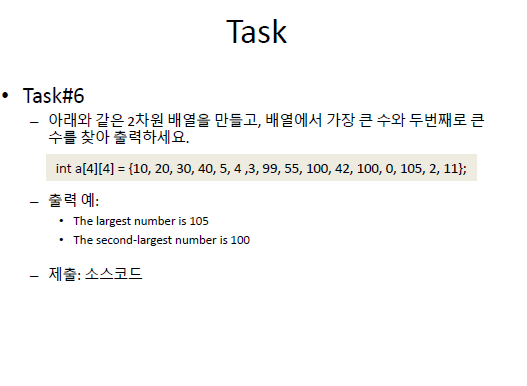 Task
• Task#6
– 아래와 같은 2차원 배열을 만들고, 배열에서 가장 큰 수와 두번째로 큰
수를 찾아 출력하세요.
int a[4][4] = {10, 20, 30, 40, 5, 4 ,3, 99, 55, 100, 42, 100, 0, 105, 2, 11};
– 출력 예:
• The largest number is 105
• The second-largest number is 100
– 제출: 소스코드